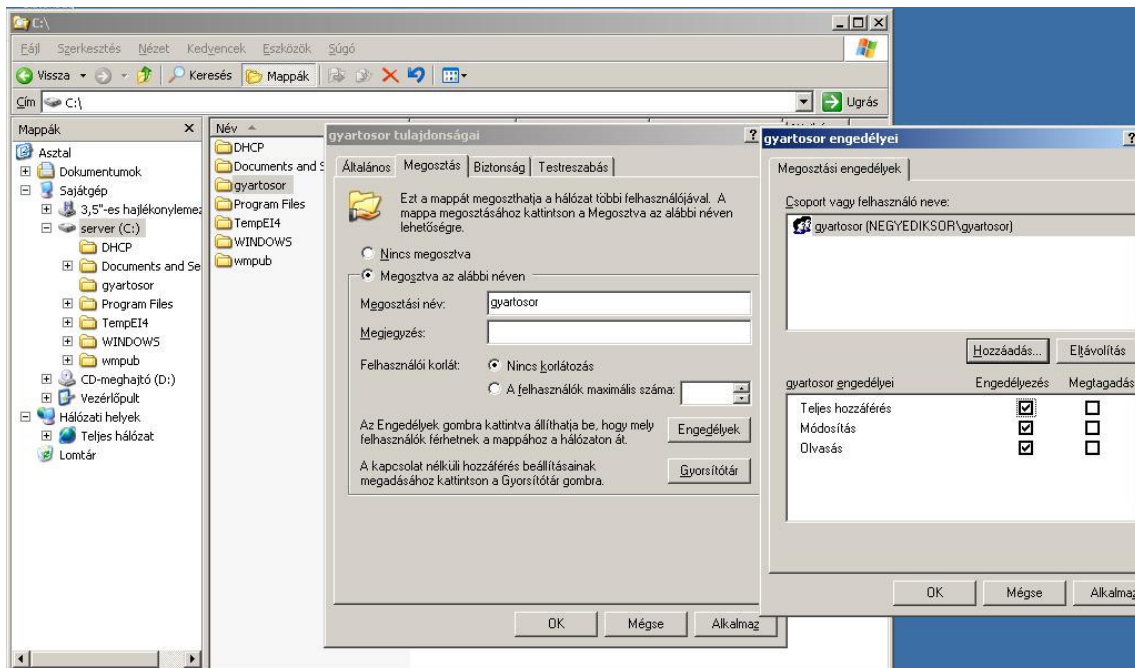 C:\
Fájl Szerkesztés Nézet Kedvencek Eszközök Súgó
Vissza Keresés Mappák
Cím C:\ Ugrás
Mappák
Asztal
Dokumentumok
Sajátgép
3,5"-es hajlékonylemez
server (C:)
DHCP
Documents and Se
gyartosor
Program Files
TempEI4
WINDOWS
wmpub
CD-meghajtó (D:)
Vezérlőpult
Hálózati helyek
Teljes hálózat
Lomtár
Név
DHCP
Documents and S
gyartosor
Program Files
TempEI4
WINDOWS
wmpub
gyartosor tulajdonságai
Általános Megosztás Biztonság Testreszabás
Ezt a mappát megoszthatja a hálózat többi felhasználójával. A
mappa megosztásához kattintson a Megosztva az alábbi néven
lehetőségre.
Nincs megosztva
Megosztva az alábbi néven
Megosztási név: gyartosor
Megjegyzés:
Felhasználói korlát: Nincs korlátozás
A felhasználók maximális száma:
Az Engedélyek gombra kattintva állíthatja be, hogy mely
felhasználók férhetnek a mappához a hálózaton át.
Engedélyek
A kapcsolat nélküli hozzáférés beállításainak
megadásához kattintson a Gyorsítótár gombra.
Gyorsítótár
OK Mégse Alkalmaz
gyartosor engedélyei
Megosztási engedélyek
Csoport vagy felhasználó neve:
gyartosor (NEGYEDIKSOR\gyartosor)
Hozzáadás... Eltávolítás
gyartosor engedélyei Engedélyezés Megtagadás
Teljes hozzáférés
Módosítás
Olvasás
OK Mégse Alkalmaz